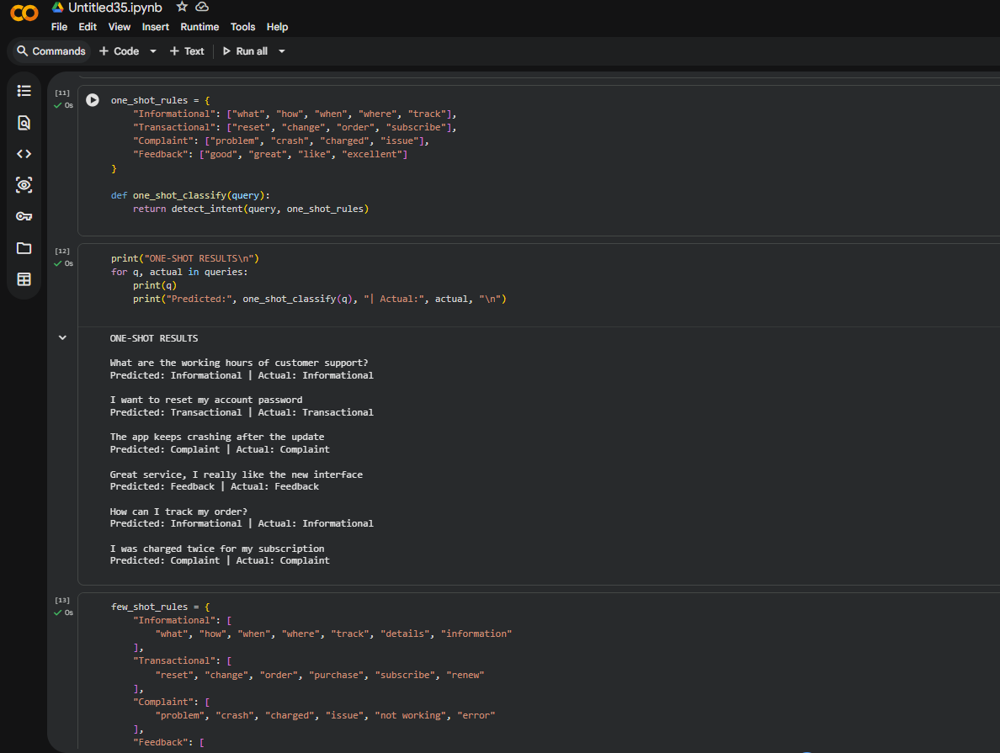 Untitled35.ipynb
File Edit View Insert Runtime Tools Help
Commands + Code + Text Run all
[11]
0s
one_shot_rules = {
    "Informational": ["what", "how", "when", "where", "track"],
    "Transactional": ["reset", "change", "order", "subscribe"],
    "Complaint": ["problem", "crash", "charged", "issue"],
    "Feedback": ["good", "great", "like", "excellent"]
}
def one_shot_classify(query):
    return detect_intent(query, one_shot_rules)
[12]
0s
print("ONE-SHOT RESULTS\n")
for q, actual in queries:
    print(q)
    print("Predicted:", one_shot_classify(q), "| Actual:", actual, "\n")
ONE-SHOT RESULTS
What are the working hours of customer support?
Predicted: Informational | Actual: Informational
I want to reset my account password
Predicted: Transactional | Actual: Transactional
The app keeps crashing after the update
Predicted: Complaint | Actual: Complaint
Great service, I really like the new interface
Predicted: Feedback | Actual: Feedback
How can I track my order?
Predicted: Informational | Actual: Informational
I was charged twice for my subscription
Predicted: Complaint | Actual: Complaint
[13]
0s
few_shot_rules = {
    "Informational": [
        "what", "how", "when", "where", "track", "details", "information"
    ],
    "Transactional": [
        "reset", "change", "order", "purchase", "subscribe", "renew"
    ],
    "Complaint": [
        "problem", "crash", "charged", "issue", "not working", "error"
    ],
    "Feedback": [